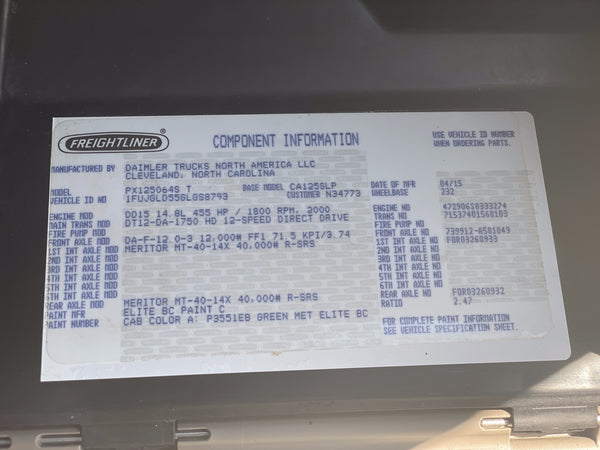 FREIGHTLINER
COMPONENT INFORMATION
USE VEHICLE ID NUMBER
WHEN ORDERING PARTS.
MANUFACTURED BY DAIMLER TRUCKS NORTH AMERICA LLC
CLEVELAND, NORTH CAROLINA
MODEL PX125064S T BASE MODEL CA125SLP DATE OF MFR 04/15
VEHICLE ID NO 1FUJGLD55GLGS8793 CUSTOMER N34773 WHEELBASE 232
ENGINE MOD DD15 14.8L 455 HP / 1800 RPM, 2000 ENGINE NO 472906S0333274
MAIN TRANS MOD DT12-DA-1750 HD 12-SPEED DIRECT DRIVE TRANS NO 71537401568103
FIRE PUMP MOD FIRE PUMP NO
FRONT AXLE MOD DA-F-12.0-3 12,000# FF1 71.5 KPI/3.74 FRONT AXLE NO 739912-A581049
1ST INT AXLE MOD MERITOR MT-40-14X 40,000# R-SRS 1ST INT AXLE NO FOR03260933
2ND INT AXLE MOD 2ND INT AXLE NO
3RD INT AXLE MOD 3RD INT AXLE NO
4TH INT AXLE MOD 4TH INT AXLE NO
5TH INT AXLE MOD 5TH INT AXLE NO
6TH INT AXLE MOD 6TH INT AXLE NO
REAR AXLE MOD MERITOR MT-40-14X 40,000# R-SRS REAR AXLE NO FOR03260932
PAINT MFR ELITE BC PAINT C RATIO 2.47
PAINT NUMBER CAB COLOR A: P3551EB GREEN MET ELITE BC
FOR COMPLETE PAINT INFORMATION
SEE VEHICLE SPECIFICATION SHEET.